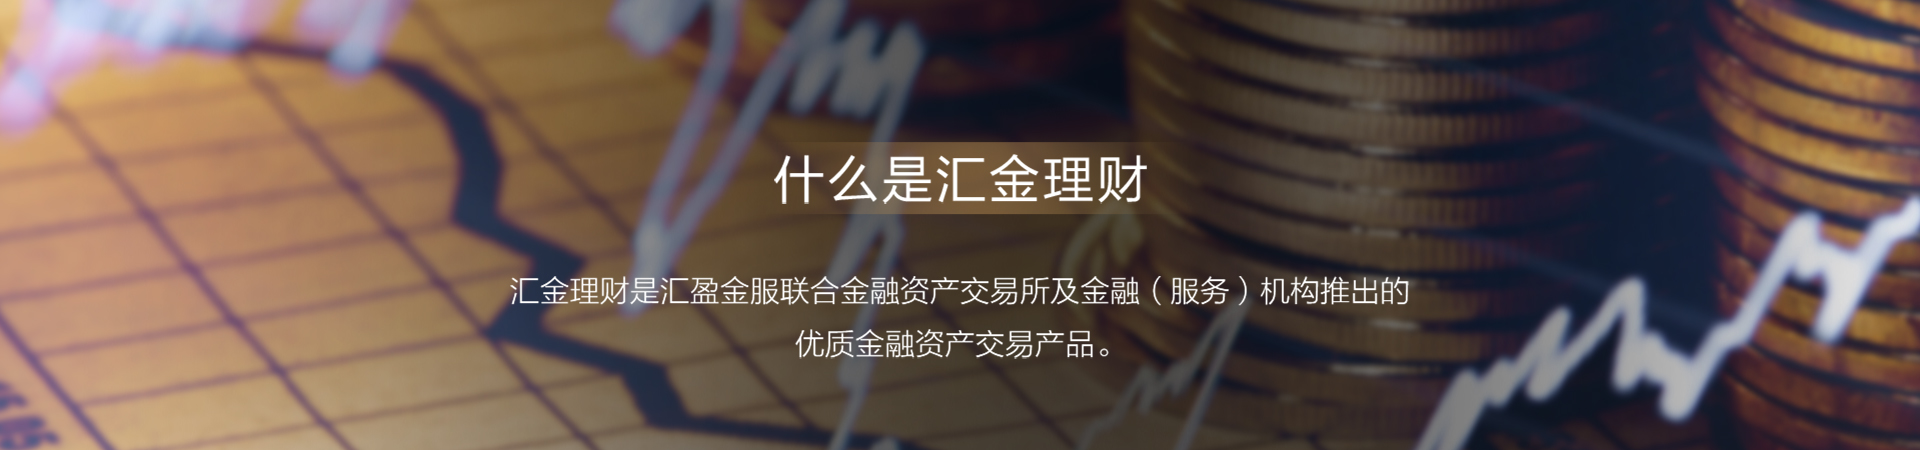 什么是汇金理财
汇金理财是汇盈金服联合金融资产交易所及金融（服务）机构推出的
优质金融资产交易产品。